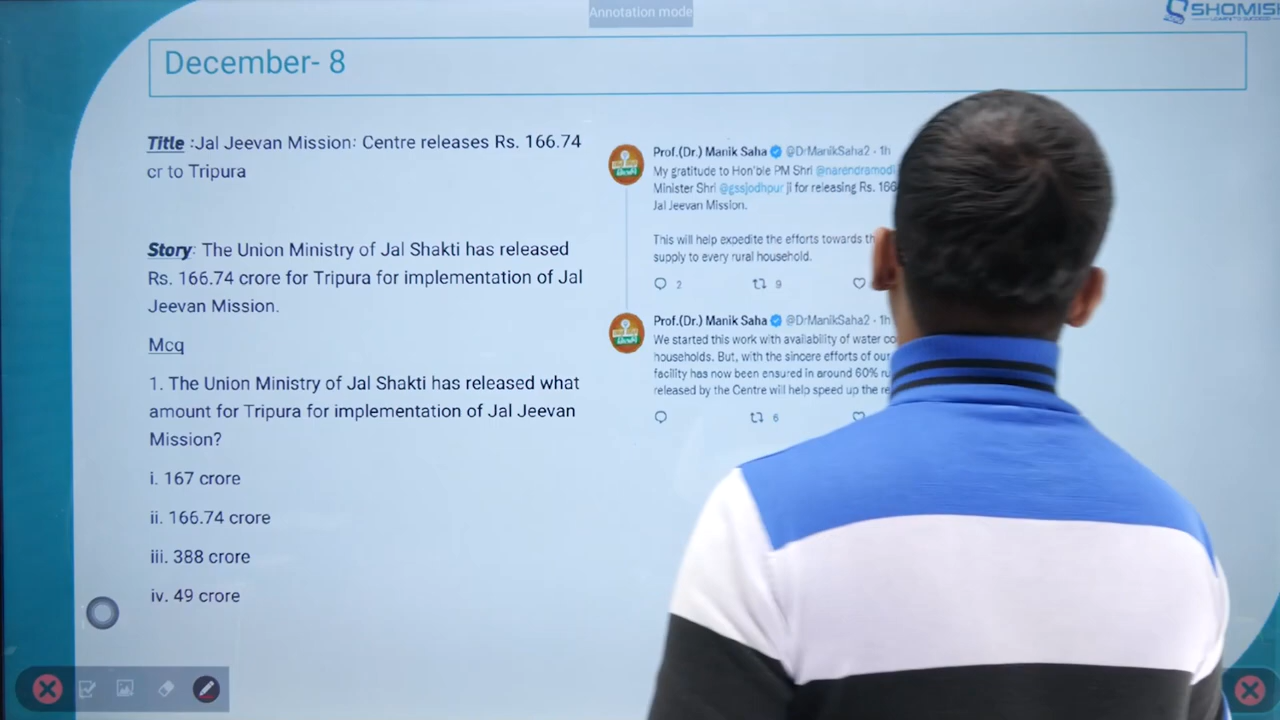 Annotation mode
SHOMIS
December- 8
Title :Jal Jeevan Mission: Centre releases Rs. 166.74
cr to Tripura
Story: The Union Ministry of Jal Shakti has released
Rs. 166.74 crore for Tripura for implementation of Jal
Jeevan Mission.
Mcq
1. The Union Ministry of Jal Shakti has released what
amount for Tripura for implementation of Jal Jeevan
Mission?
i. 167 crore
ii. 166.74 crore
iii. 388 crore
iv. 49 crore
Prof.(Dr.) Manik Saha @DrManikSaha2 · 1h
My gratitude to Hon'ble PM Shri @narendramodi
Minister Shri @gssjodhpur ji for releasing Rs. 166
Jal Jeevan Mission.
This will help expedite the efforts towards th
supply to every rural household.
2 9
Prof.(Dr.) Manik Saha @DrManikSaha2 · 1h
We started this work with availability of water co
households. But, with the sincere efforts of our
facility has now been ensured in around 60% ru
released by the Centre will help speed up the re
6